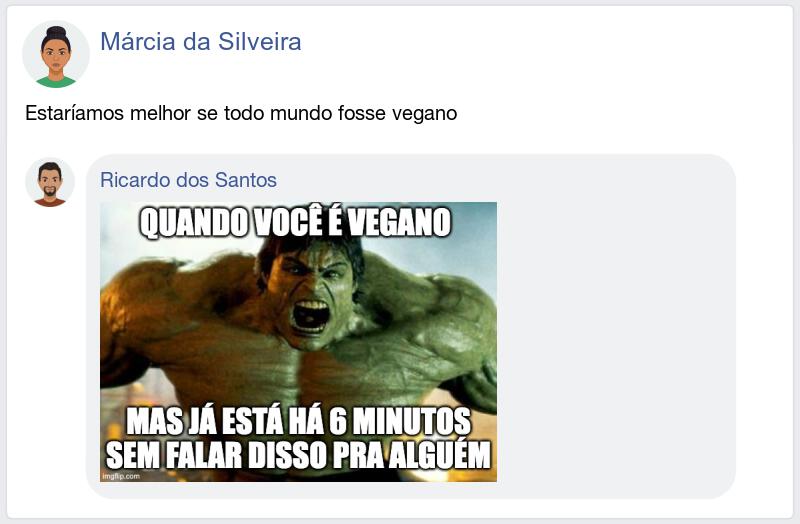 Márcia da Silveira
Estaríamos melhor se todo mundo fosse vegano
Ricardo dos Santos
QUANDO VOCÊ É VEGANO
MAS JÁ ESTÁ HÁ 6 MINUTOS
SEM FALAR DISSO PRA ALGUÉM
imgflip.com